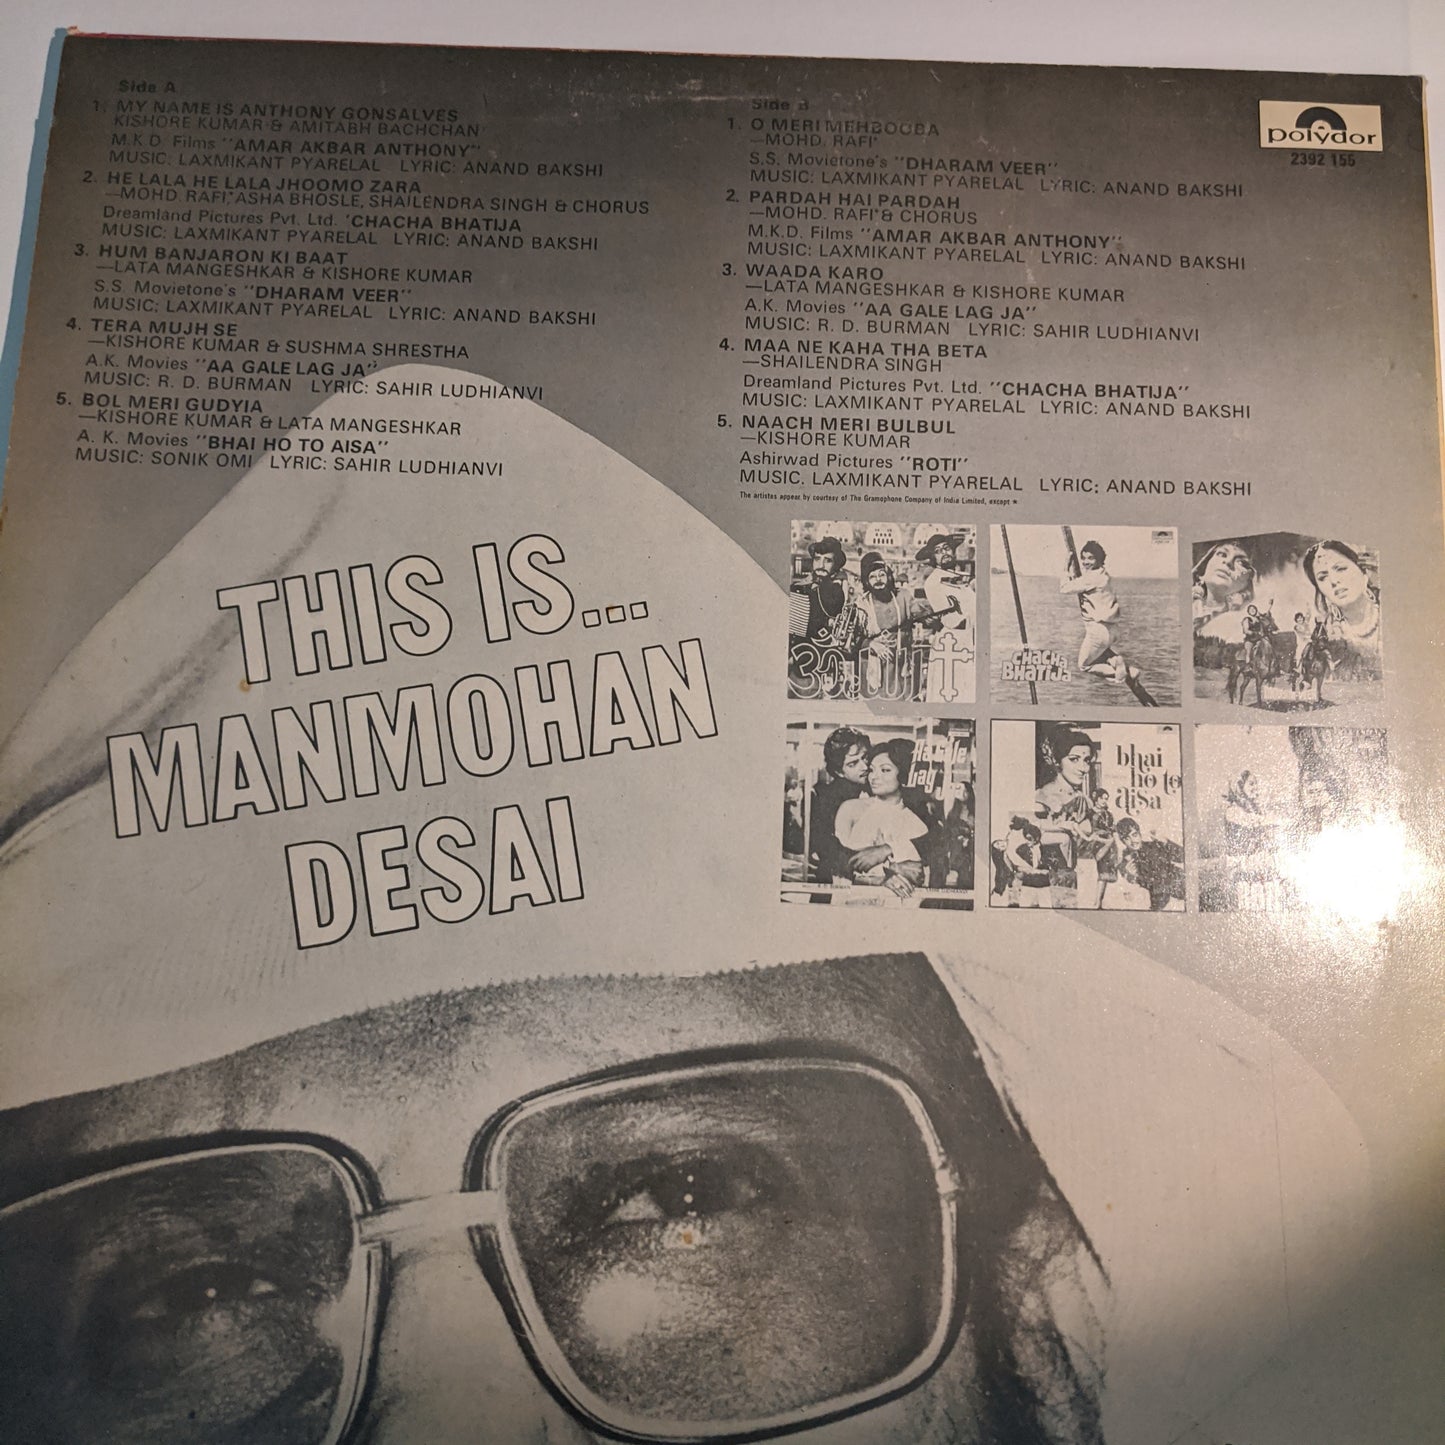 Side A
1. MY NAME IS ANTHONY GONSALVES
KISHORE KUMAR & AMITABH BACHCHAN
M.K.D. Films "AMAR AKBAR ANTHONY"
MUSIC: LAXMIKANT PYARELAL LYRIC: ANAND BAKSHI
2. HE LALA HE LALA JHOOMO ZARA
—MOHD. RAFI,* ASHA BHOSLE, SHAILENDRA SINGH & CHORUS
Dreamland Pictures Pvt. Ltd. 'CHACHA BHATIJA
MUSIC: LAXMIKANT PYARELAL LYRIC: ANAND BAKSHI
3. HUM BANJARON KI BAAT
—LATA MANGESHKAR & KISHORE KUMAR
S.S. Movietone's "DHARAM VEER"
MUSIC: LAXMIKANT PYARELAL LYRIC: ANAND BAKSHI
4. TERA MUJH SE
—KISHORE KUMAR & SUSHMA SHRESTHA
A.K. Movies "AA GALE LAG JA"
MUSIC: R. D. BURMAN LYRIC: SAHIR LUDHIANVI
5. BOL MERI GUDYIA
—KISHORE KUMAR & LATA MANGESHKAR
A. K. Movies "BHAI HO TO AISA"
MUSIC: SONIK OMI LYRIC: SAHIR LUDHIANVI
Side B
1. O MERI MEHBOOBA
—MOHD. RAFI*
S.S. Movietone's "DHARAM VEER"
MUSIC: LAXMIKANT PYARELAL LYRIC: ANAND BAKSHI
2. PARDAH HAI PARDAH
—MOHD. RAFI* & CHORUS
M.K.D. Films "AMAR AKBAR ANTHONY"
MUSIC: LAXMIKANT PYARELAL LYRIC: ANAND BAKSHI
3. WAADA KARO
—LATA MANGESHKAR & KISHORE KUMAR
A.K. Movies "AA GALE LAG JA"
MUSIC: R. D. BURMAN LYRIC: SAHIR LUDHIANVI
4. MAA NE KAHA THA BETA
—SHAILENDRA SINGH
Dreamland Pictures Pvt. Ltd. "CHACHA BHATIJA"
MUSIC: LAXMIKANT PYARELAL LYRIC: ANAND BAKSHI
5. NAACH MERI BULBUL
—KISHORE KUMAR
Ashirwad Pictures "ROTI"
MUSIC. LAXMIKANT PYARELAL LYRIC: ANAND BAKSHI
The artistes appear by courtesy of The Gramophone Company of India Limited, except *
polydor
2392 155
THIS IS...
MANMOHAN
DESAI
CHACHA
BHATIJA
bhai
ho to
aisa
R. D. BURMAN